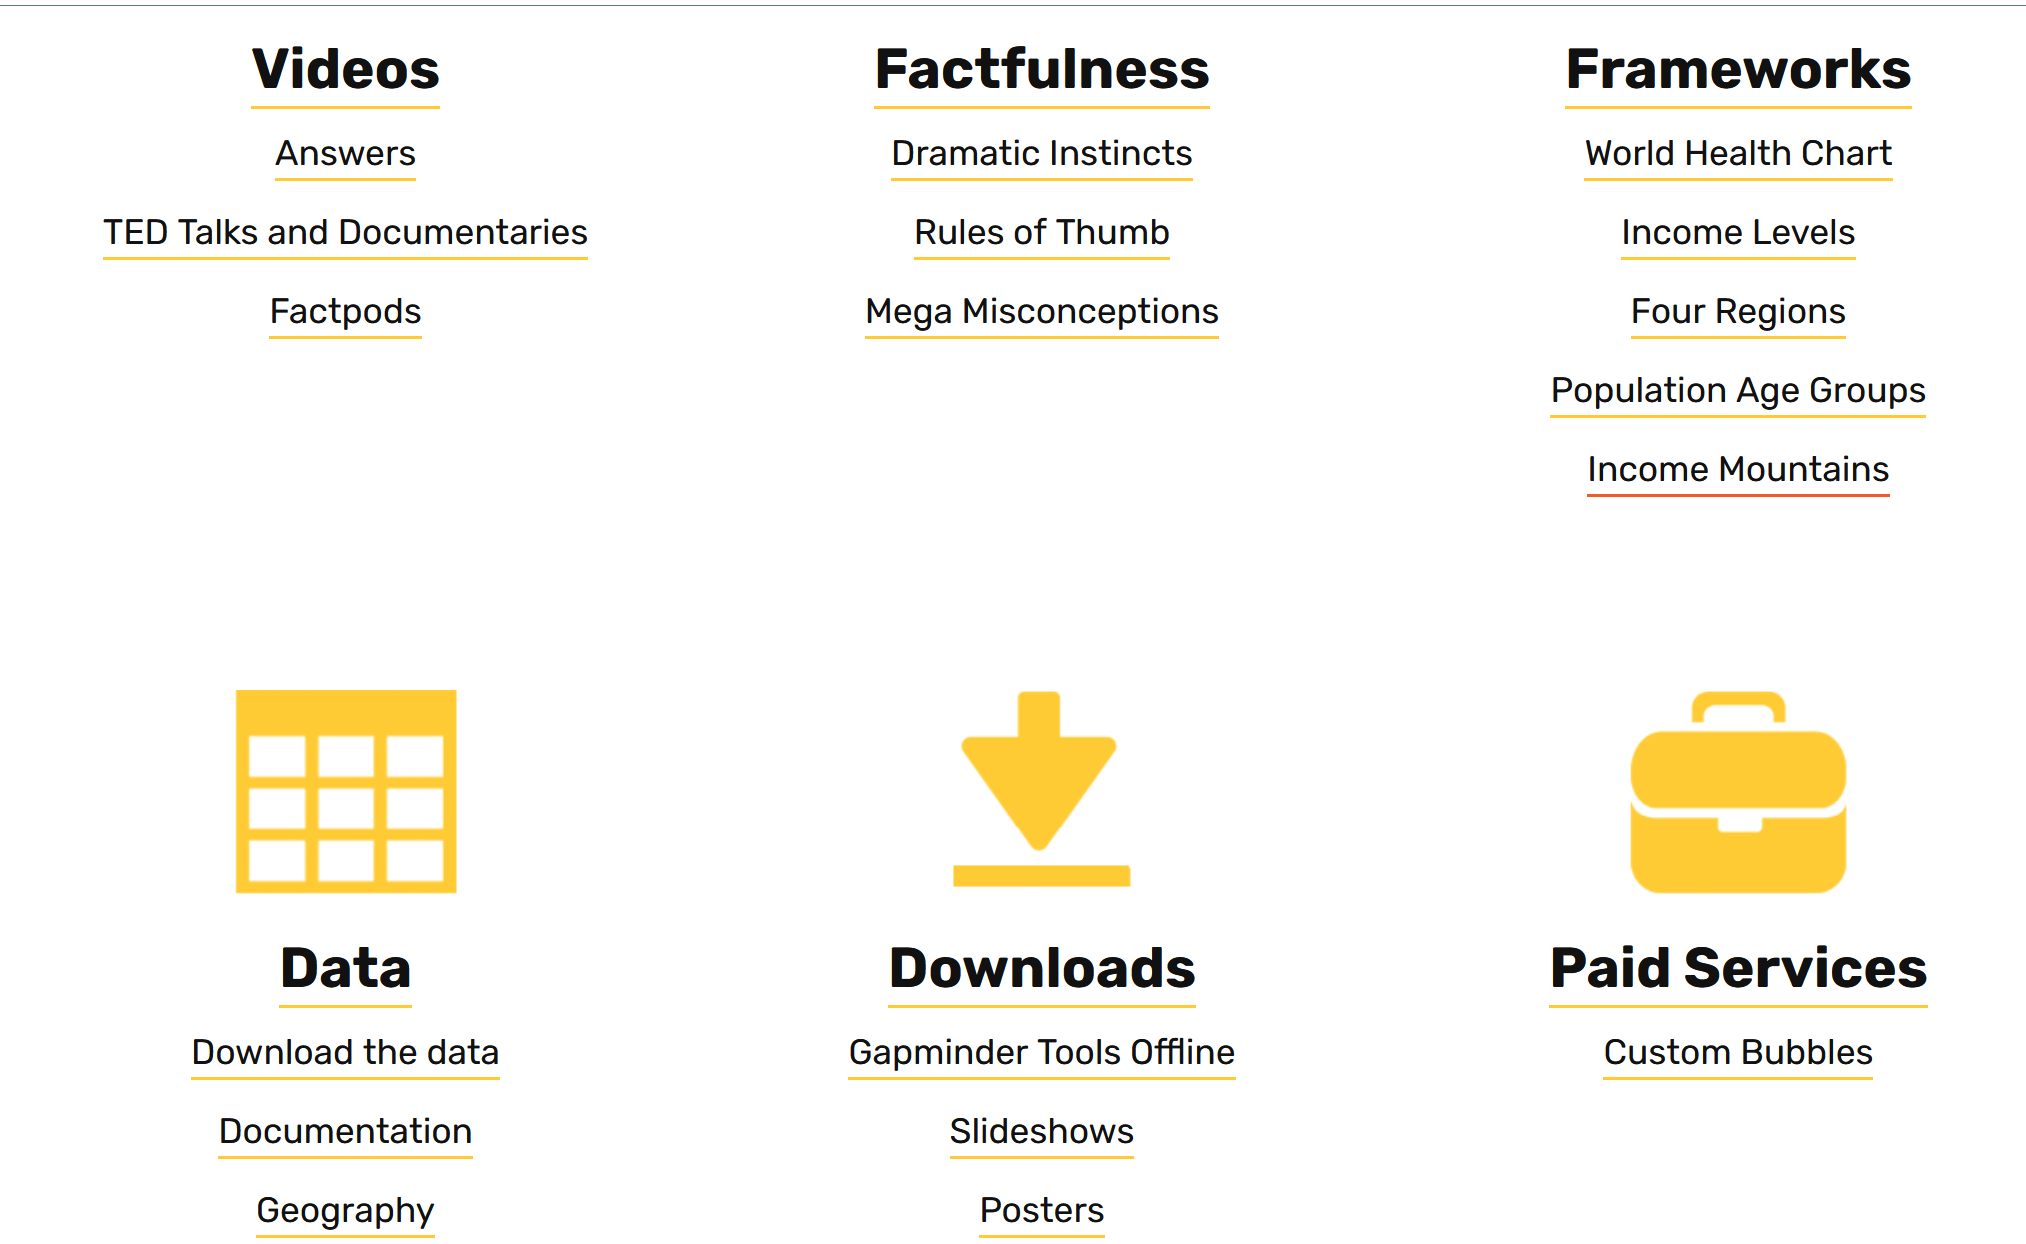 Videos
Answers
TED Talks and Documentaries
Factpods
Factfulness
Dramatic Instincts
Rules of Thumb
Mega Misconceptions
Frameworks
World Health Chart
Income Levels
Four Regions
Population Age Groups
Income Mountains
Data
Download the data
Documentation
Geography
Downloads
Gapminder Tools Offline
Slideshows
Posters
Paid Services
Custom Bubbles